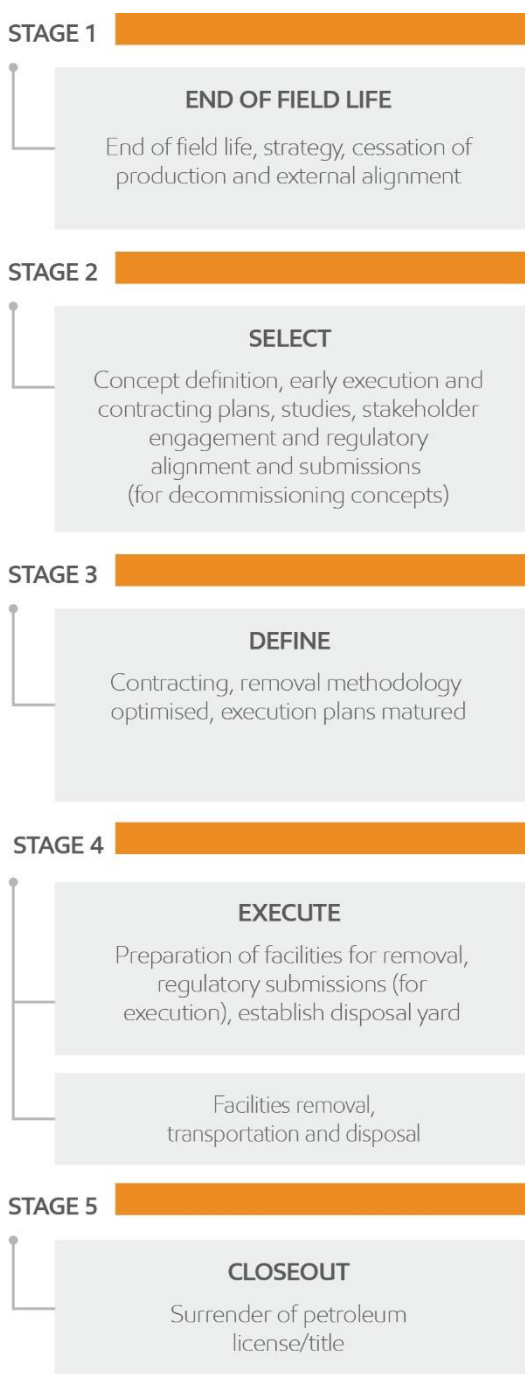 STAGE 1
END OF FIELD LIFE
End of field life, strategy, cessation of
production and external alignment
STAGE 2
SELECT
Concept definition, early execution and
contracting plans, studies, stakeholder
engagement and regulatory
alignment and submissions
(for decommissioning concepts)
STAGE 3
DEFINE
Contracting, removal methodology
optimised, execution plans matured
STAGE 4
EXECUTE
Preparation of facilities for removal,
regulatory submissions (for
execution), establish disposal yard
Facilities removal,
transportation and disposal
STAGE 5
CLOSEOUT
Surrender of petroleum
license/title